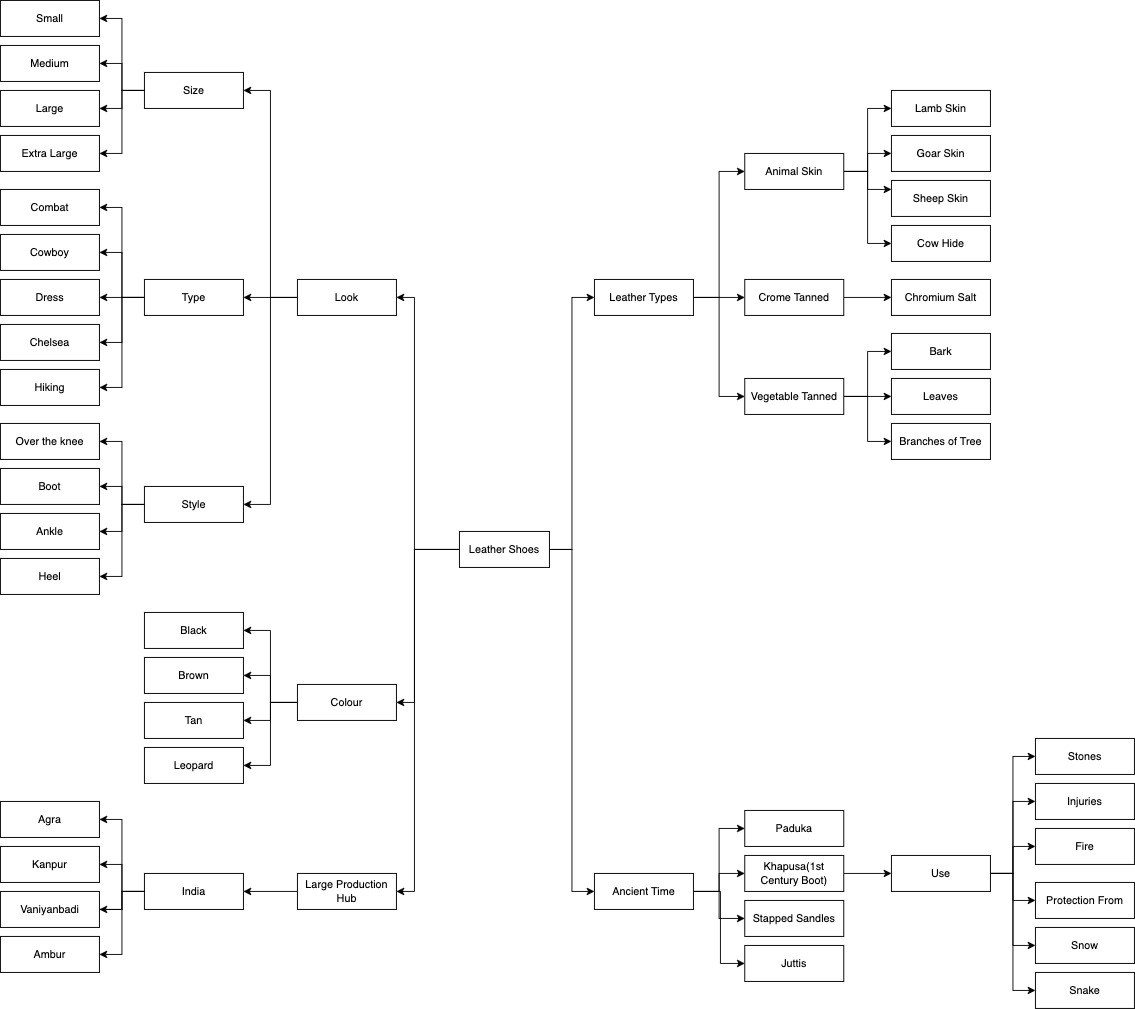 Small
Medium
Large
Extra Large
Size
Combat
Cowboy
Dress
Chelsea
Hiking
Type
Look
Over the knee
Boot
Ankle
Heel
Style
Leather Shoes
Black
Brown
Tan
Leopard
Colour
Agra
Kanpur
Vaniyanbadi
Ambur
India
Large Production
Hub
Leather Types
Animal Skin
Lamb Skin
Goar Skin
Sheep Skin
Cow Hide
Crome Tanned
Chromium Salt
Vegetable Tanned
Bark
Leaves
Branches of Tree
Ancient Time
Paduka
Khapusa(1st
Century Boot)
Stapped Sandles
Juttis
Use
Stones
Injuries
Fire
Protection From
Snow
Snake